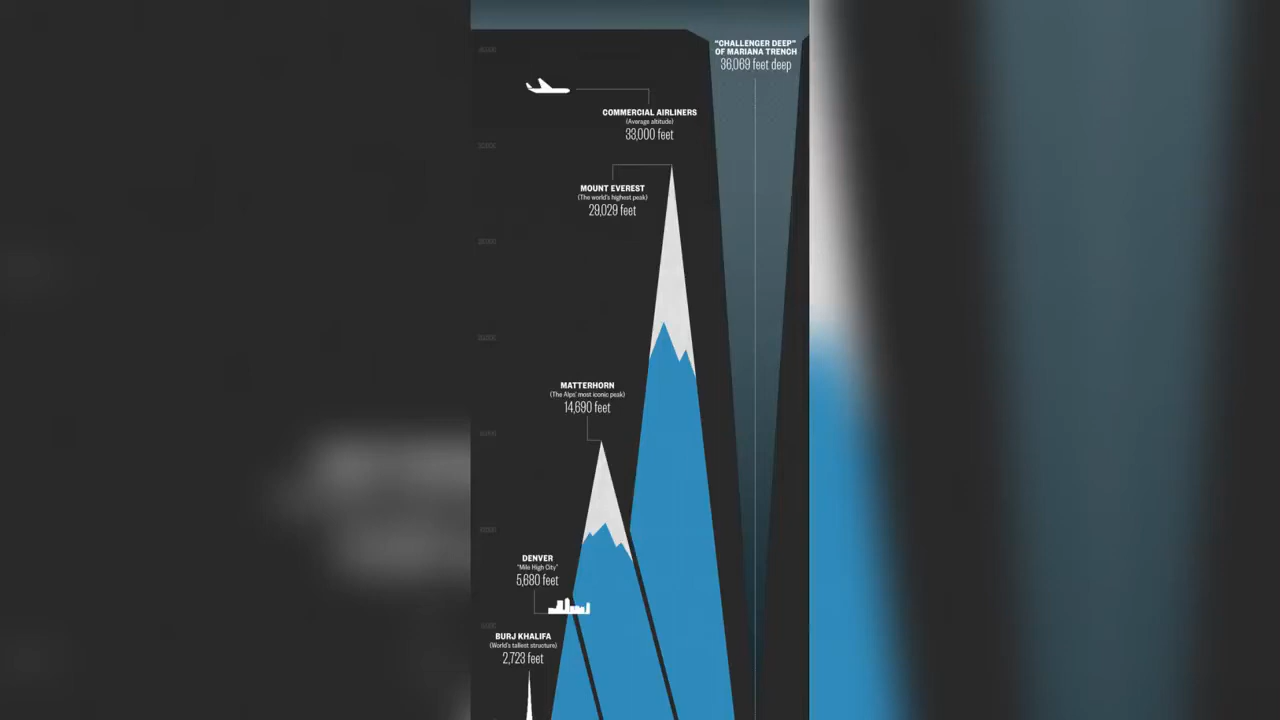 "CHALLENGER DEEP"
OF MARIANA TRENCH
36,069 feet deep
COMMERCIAL AIRLINERS
(Average altitude)
33,000 feet
MOUNT EVEREST
(The world's highest peak)
29,029 feet
MATTERHORN
(The Alps' most iconic peak)
14,690 feet
DENVER
"Mile High City"
5,680 feet
BURJ KHALIFA
(World's tallest structure)
2,723 feet